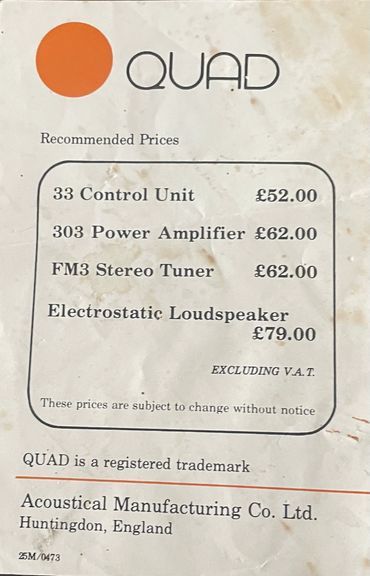 QUAD
Recommended Prices
33 Control Unit £52.00
303 Power Amplifier £62.00
FM3 Stereo Tuner £62.00
Electrostatic Loudspeaker
£79.00
EXCLUDING V.A.T.
These prices are subject to change without notice
QUAD is a registered trademark
Acoustical Manufacturing Co. Ltd.
Huntingdon, England
25M/0473